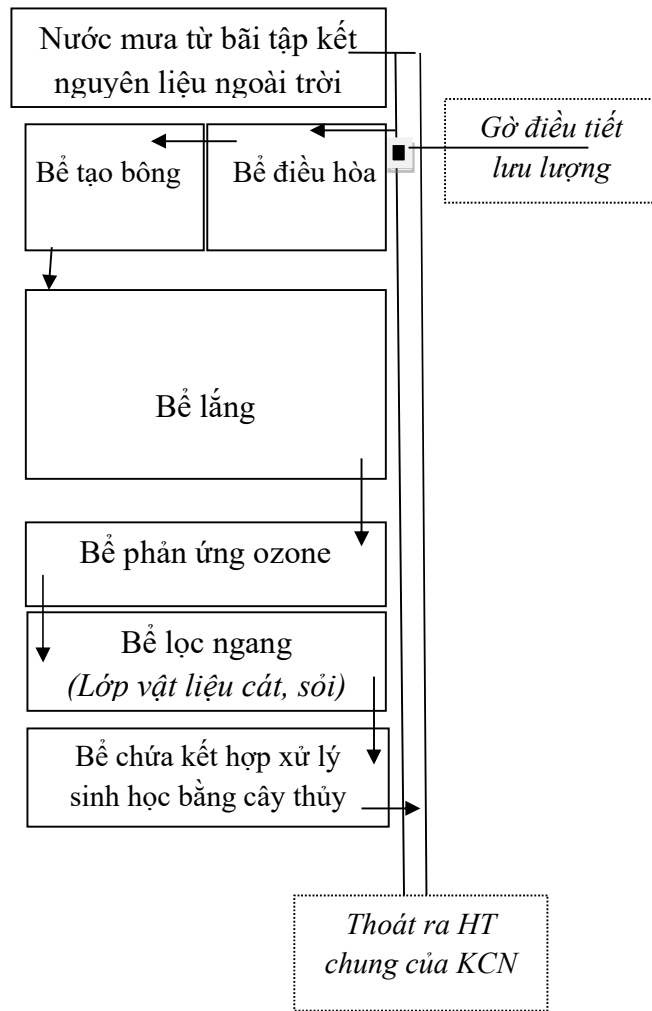 Nước mưa từ bãi tập kết
nguyên liệu ngoài trời
Gờ điều tiết
lưu lượng
Bể tạo bông
Bể điều hòa
Bể lắng
Bể phản ứng ozone
Bể lọc ngang
(Lớp vật liệu cát, sỏi)
Bể chứa kết hợp xử lý
sinh học bằng cây thủy
Thoát ra HT
chung của KCN